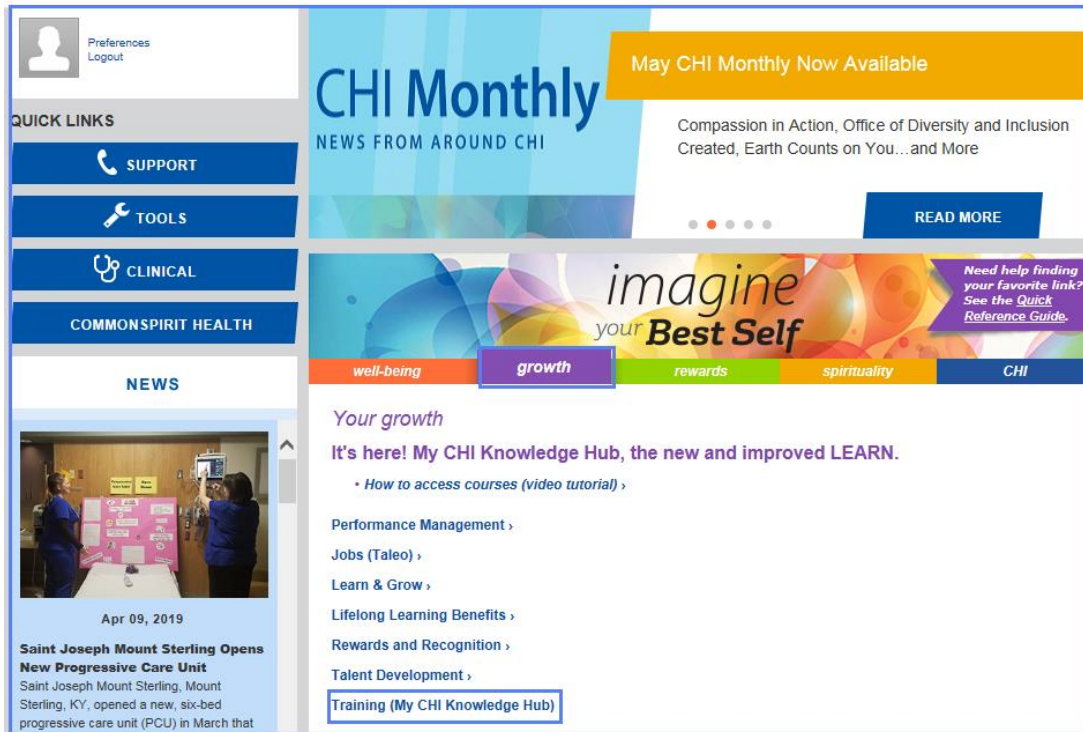 Preferences
Logout
QUICK LINKS
SUPPORT
TOOLS
CLINICAL
COMMONSPIRIT HEALTH
NEWS
Apr 09, 2019
Saint Joseph Mount Sterling Opens
New Progressive Care Unit
Saint Joseph Mount Sterling, Mount
Sterling, KY, opened a new, six-bed
progressive care unit (PCU) in March that
CHI Monthly
NEWS FROM AROUND CHI
May CHI Monthly Now Available
Compassion in Action, Office of Diversity and Inclusion
Created, Earth Counts on You...and More
READ MORE
imagine
your Best Self
Need help finding
your favorite link?
See the Quick
Reference Guide.
well-being
growth
rewards
spirituality
CHI
Your growth
It's here! My CHI Knowledge Hub, the new and improved LEARN.
• How to access courses (video tutorial) ›
Performance Management ›
Jobs (Taleo) ›
Learn & Grow ›
Lifelong Learning Benefits ›
Rewards and Recognition ›
Talent Development ›
Training (My CHI Knowledge Hub)